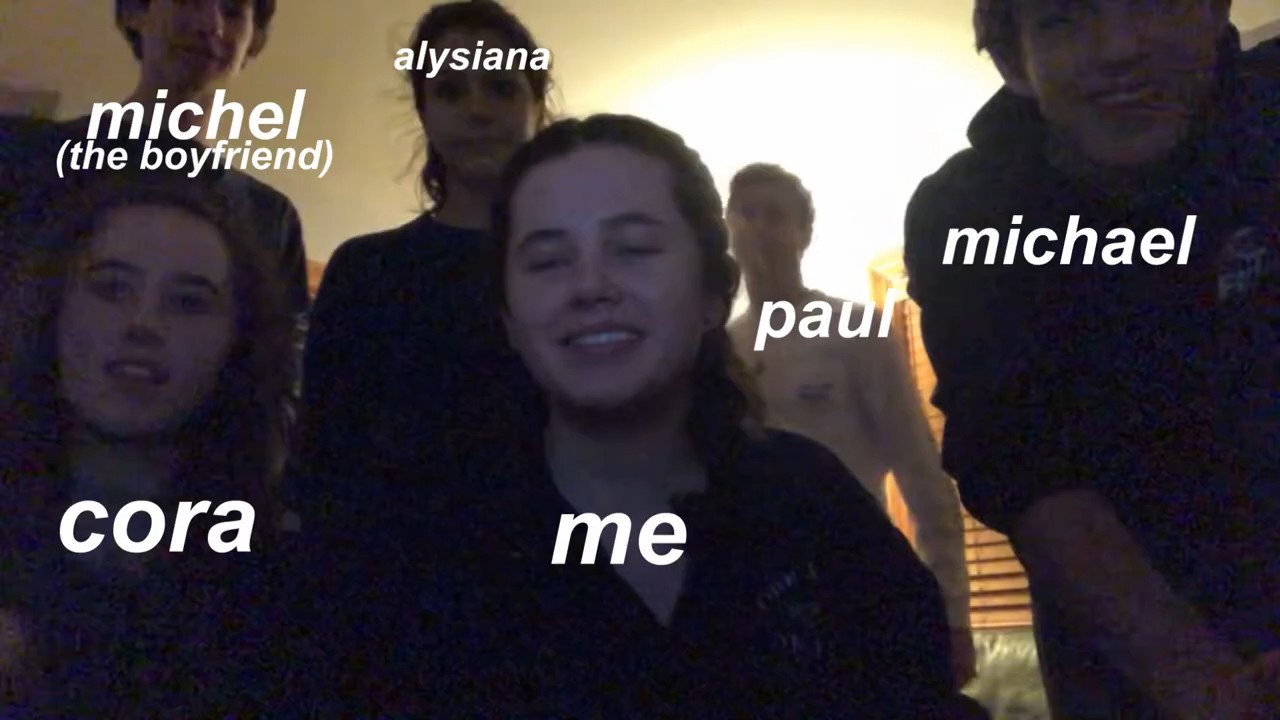 alysiana
michel
(the boyfriend)
michael
paul
cora
me